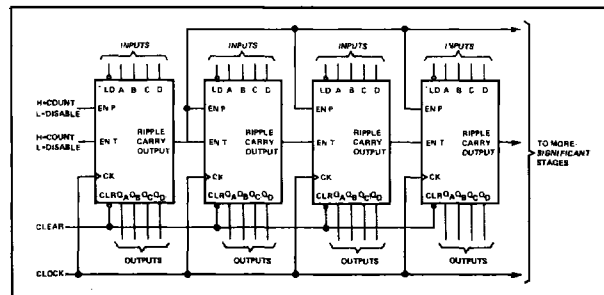 INPUTS INPUTS INPUTS INPUTS
LD A B C D LD A B C D LD A B C D LD A B C D
H=COUNT
L=DISABLE
EN P EN P EN P EN P
H=COUNT
L=DISABLE
EN T RIPPLE CARRY OUTPUT EN T RIPPLE CARRY OUTPUT EN T RIPPLE CARRY OUTPUT EN T RIPPLE CARRY OUTPUT
TO MORE-
SIGNIFICANT
STAGES
CK CK CK CK
CLR QA QB QC QD CLR QA QB QC QD CLR QA QB QC QD CLR QA QB QC QD
CLEAR
OUTPUTS OUTPUTS OUTPUTS OUTPUTS
CLOCK